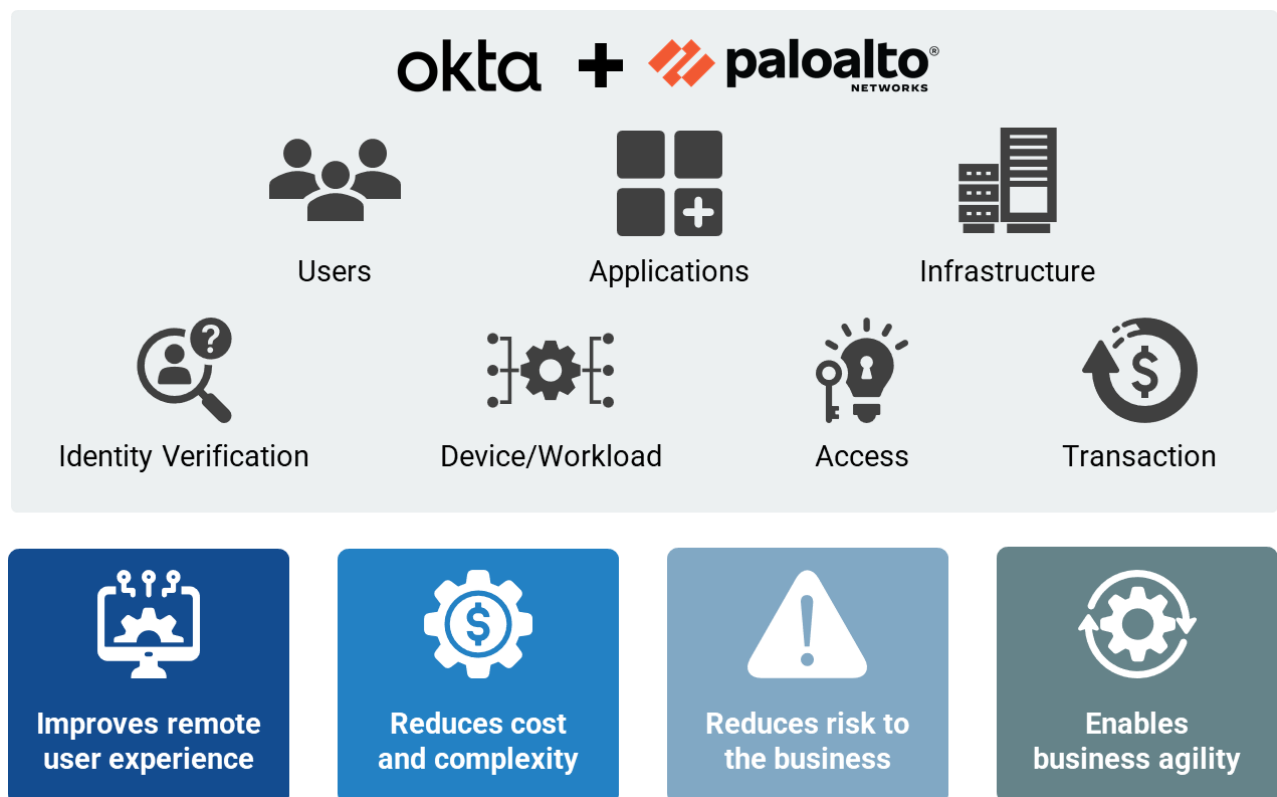 okta + paloalto®
NETWORKS
Users
Applications
Infrastructure
?
$
Identity Verification
Device/Workload
Access
Transaction
$
!
Improves remote
user experience
Reduces cost
and complexity
Reduces risk to
the business
Enables
business agility